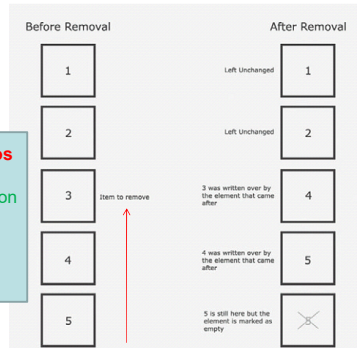 Before Removal
After Removal
1
Left Unchanged
1
2
Left Unchanged
2
os
on
3
Item to remove
3 was written over by
the element that came
after
4
4
4 was written over by
the element that came
after
5
5
5 is still here but the
element is marked as
empty
5